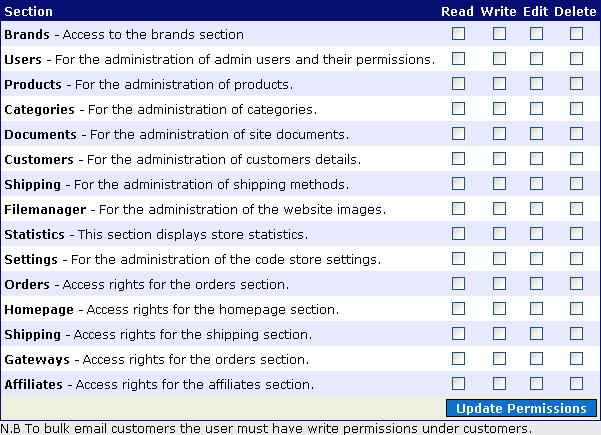 Section Read Write Edit Delete
Brands - Access to the brands section
Users - For the administration of admin users and their permissions.
Products - For the administration of products.
Categories - For the administration of categories.
Documents - For the administration of site documents.
Customers - For the administration of customers details.
Shipping - For the administration of shipping methods.
Filemanager - For the administration of the website images.
Statistics - This section displays store statistics.
Settings - For the administration of the code store settings.
Orders - Access rights for the orders section.
Homepage - Access rights for the homepage section.
Shipping - Access rights for the shipping section.
Gateways - Access rights for the orders section.
Affiliates - Access rights for the affiliates section.
Update Permissions
N.B To bulk email customers the user must have write permissions under customers.